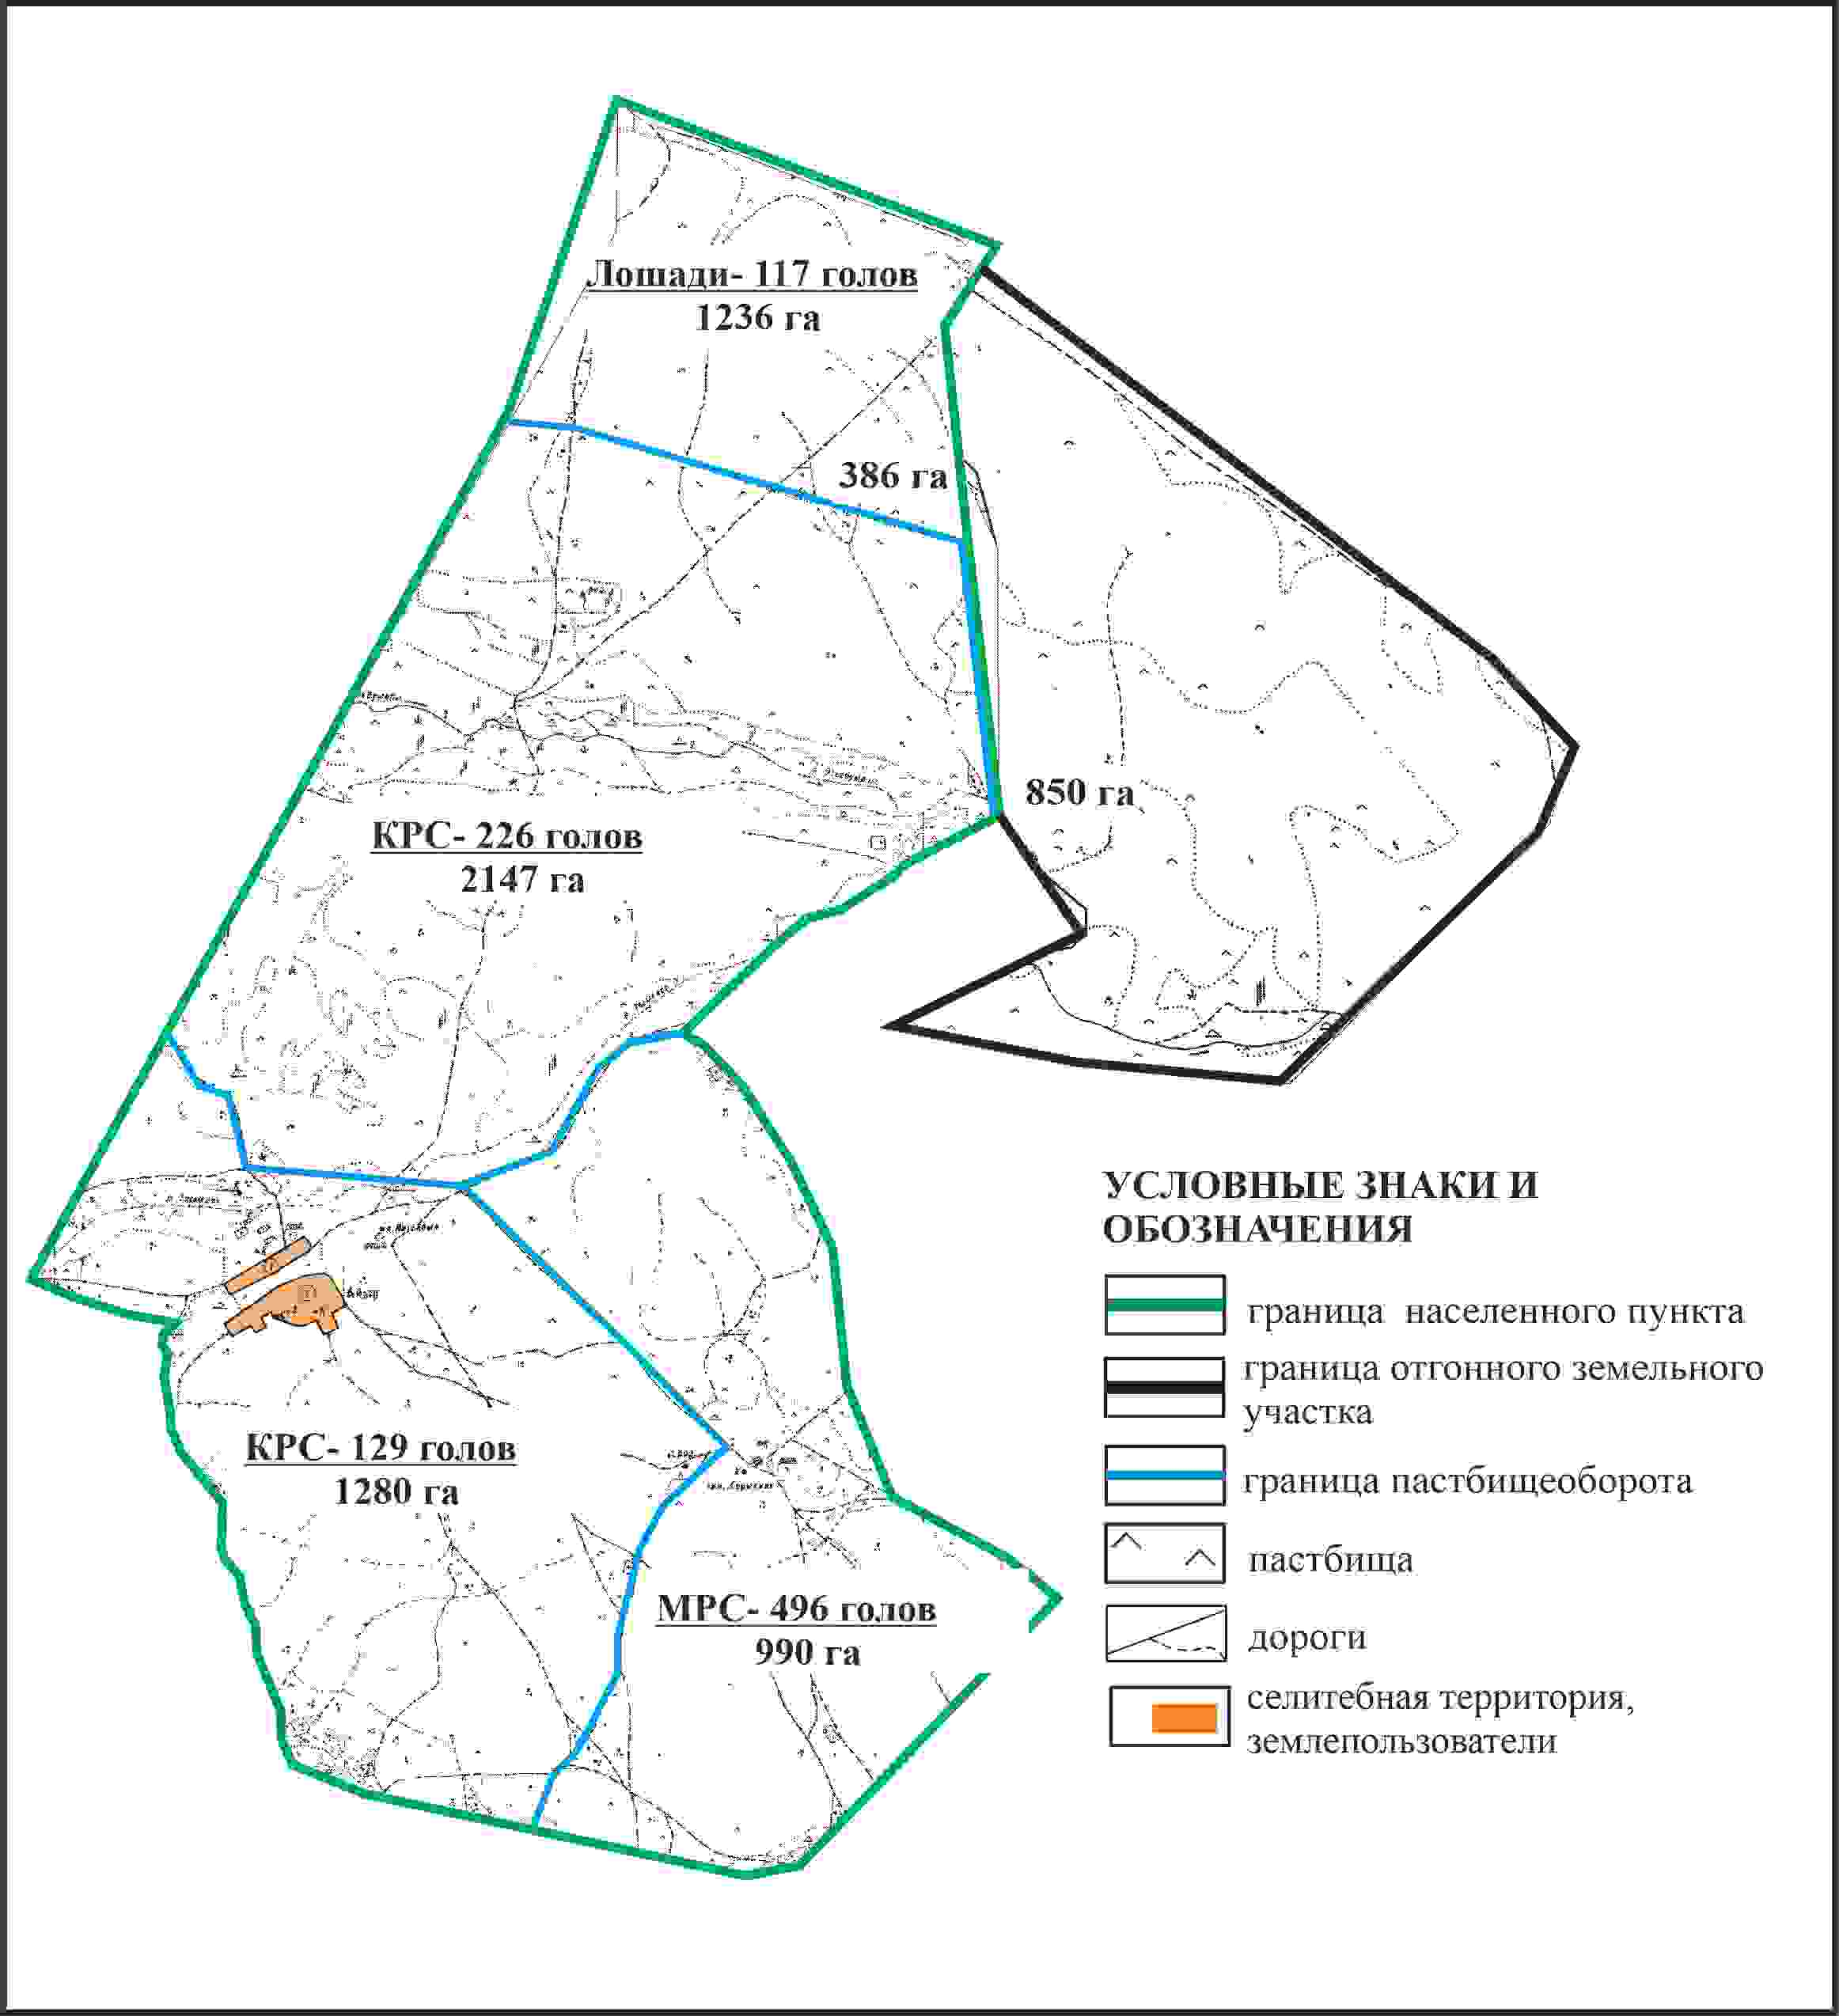 Лошади- 117 голов
1236 га
386 га
850 га
КРС- 226 голов
2147 га
КРС- 129 голов
1280 га
МРС- 496 голов
990 га
УСЛОВНЫЕ ЗНАКИ И
ОБОЗНАЧЕНИЯ
граница населенного пункта
граница отгонного земельного
участка
граница пастбищеоборота
пастбища
дороги
селитебная территория,
землепользователи